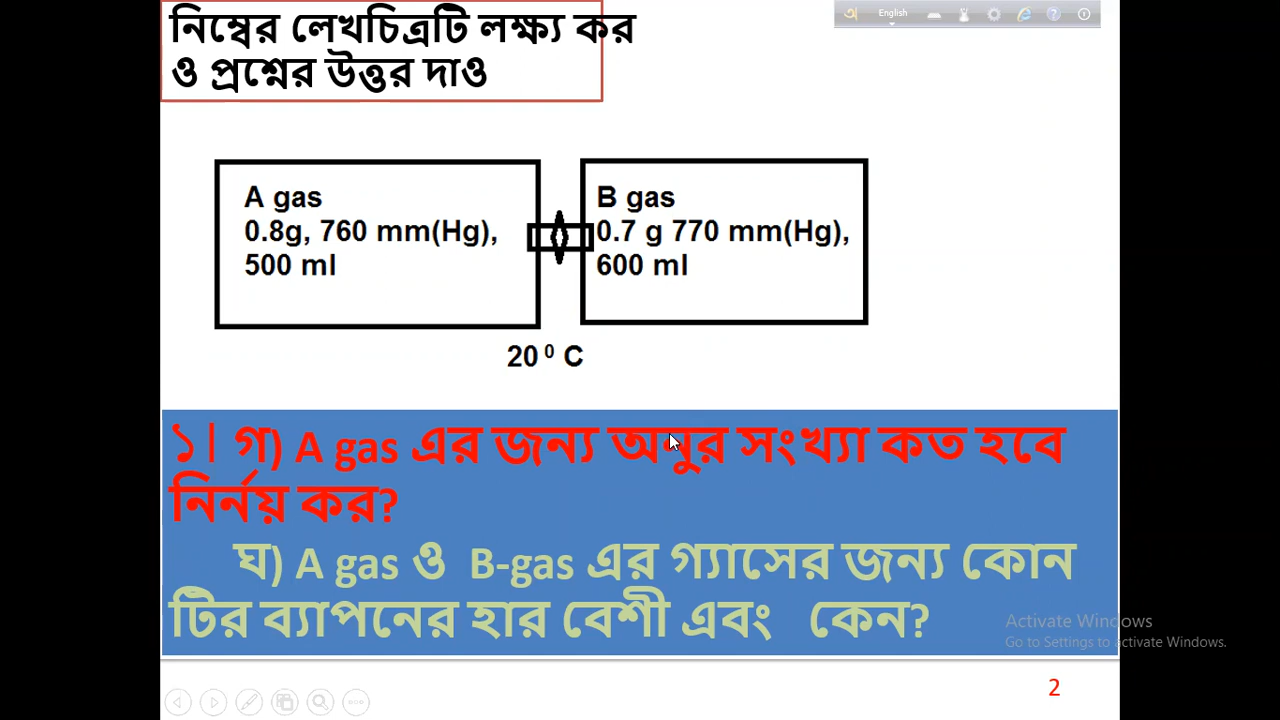 নিম্বের লেখচিত্রটি লক্ষ্য কর
ও প্রশ্নের উত্তর দাও
English
A gas
0.8g, 760 mm(Hg),
500 ml
B gas
0.7 g 770 mm(Hg),
600 ml
20 ⁰ C
১। গ) A gas এর জন্য অনুর সংখ্যা কত হবে
নির্নয় কর?
ঘ) A gas ও B-gas এর গ্যাসের জন্য কোন
টির ব্যাপনের হার বেশী এবং কেন?
Activate Windows
Go to Settings to activate Windows.
2